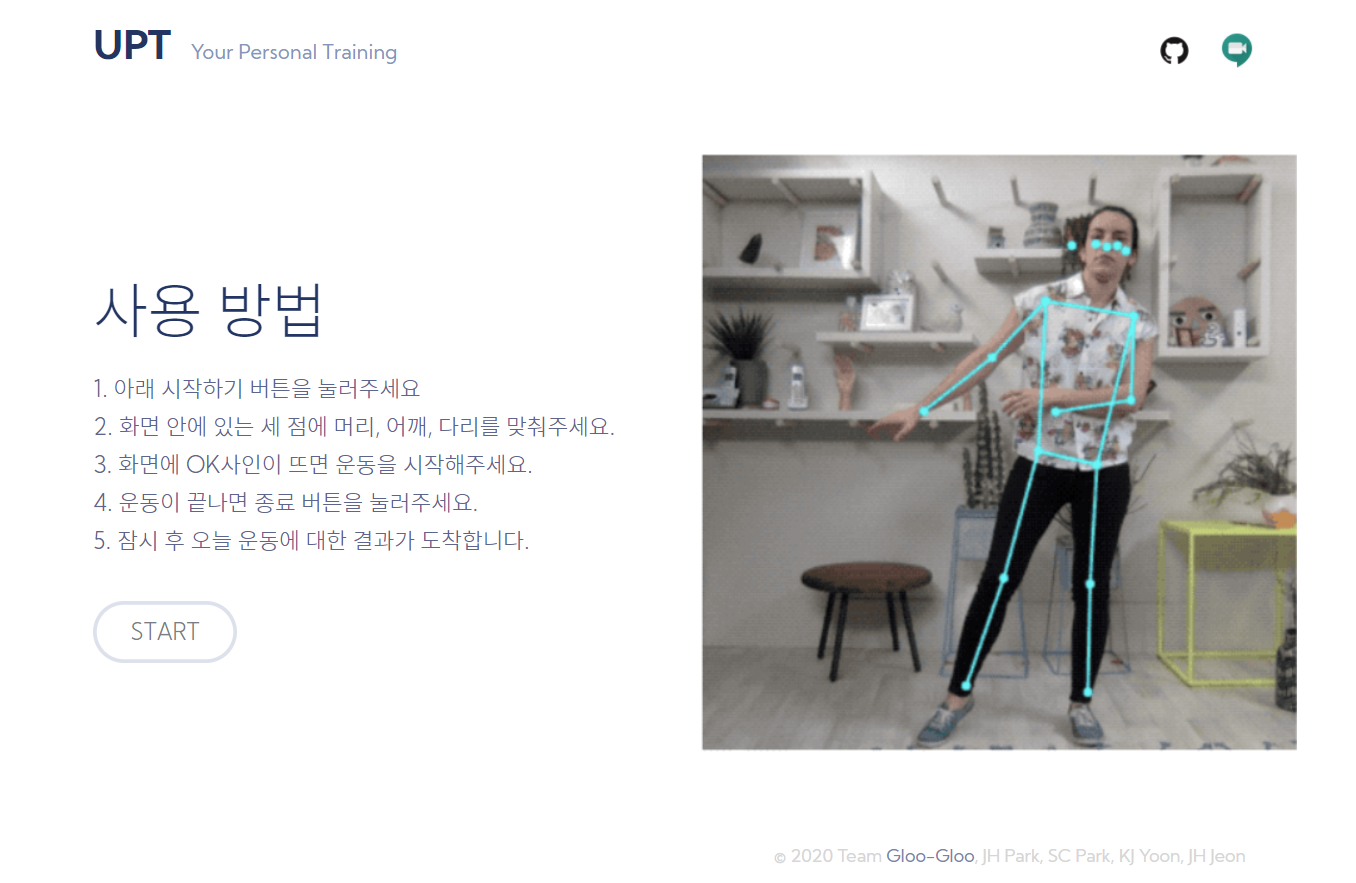 UPT Your Personal Training
사용 방법
1. 아래 시작하기 버튼을 눌러주세요
2. 화면 안에 있는 세 점에 머리, 어깨, 다리를 맞춰주세요.
3. 화면에 OK사인이 뜨면 운동을 시작해주세요.
4. 운동이 끝나면 종료 버튼을 눌러주세요.
5. 잠시 후 오늘 운동에 대한 결과가 도착합니다.
START
© 2020 Team Gloo-Gloo, JH Park, SC Park, KJ Yoon, JH Jeon